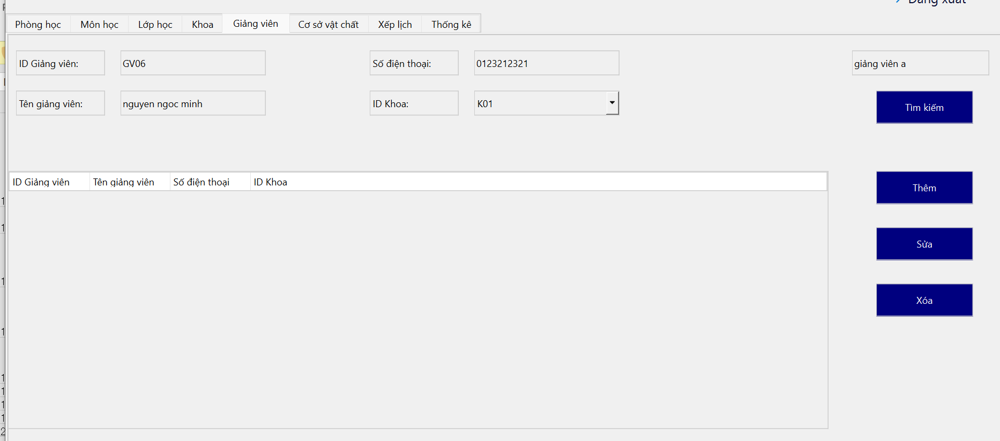 Đăng xuất
Phòng học Môn học Lớp học Khoa Giảng viên Cơ sở vật chất Xếp lịch Thống kê
ID Giảng viên: GV06 Số điện thoại: 0123212321 giảng viên a
Tên giảng viên: nguyen ngoc minh ID Khoa: K01
Tìm kiếm
ID Giảng viên Tên giảng viên Số điện thoại ID Khoa
Thêm
Sửa
Xóa